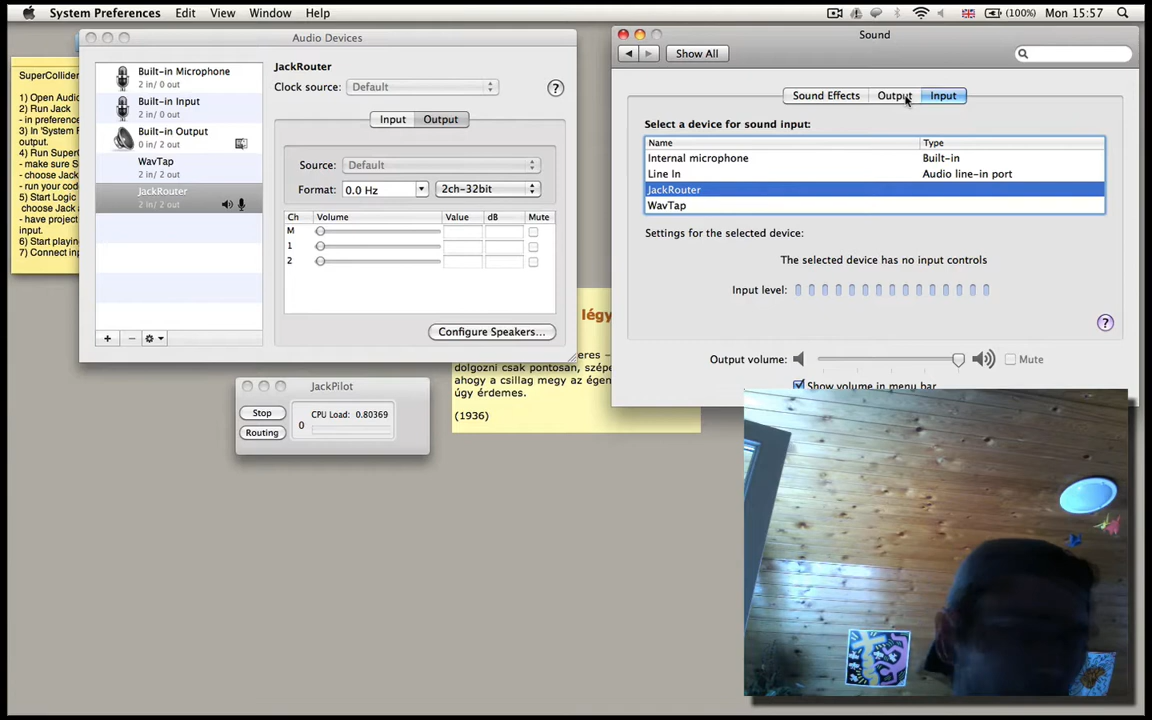 System Preferences Edit View Window Help
(100%) Mon 15:57
SuperCollider
1) Open Audio
2) Run Jack
- in preference
3) In 'System P
output.
4) Run SuperC
- make sure S
- choose Jack
- run your code
5) Start Logic
choose Jack a
- have project
input.
6) Start playing
7) Connect inp
Audio Devices
Built-in Microphone
2 in/ 0 out
Built-in Input
2 in/ 0 out
Built-in Output
0 in/ 2 out
WavTap
2 in/ 2 out
JackRouter
2 in/ 2 out
JackRouter
Clock source: Default
?
Input Output
Source: Default
Format: 0.0 Hz 2ch-32bit
Ch Volume Value dB Mute
M
1
2
Configure Speakers...
JackPilot
Stop
Routing
CPU Load: 0.80369
0
légy
eres –
dolgozni csak pontosan, szépe
ahogy a csillag megy az égen
úgy érdemes.
(1936)
Sound
Show All
Sound Effects Output Input
Select a device for sound input:
Name Type
Internal microphone Built-in
Line In Audio line-in port
JackRouter
WavTap
Settings for the selected device:
The selected device has no input controls
Input level:
?
Output volume: Mute
Show volume in menu bar